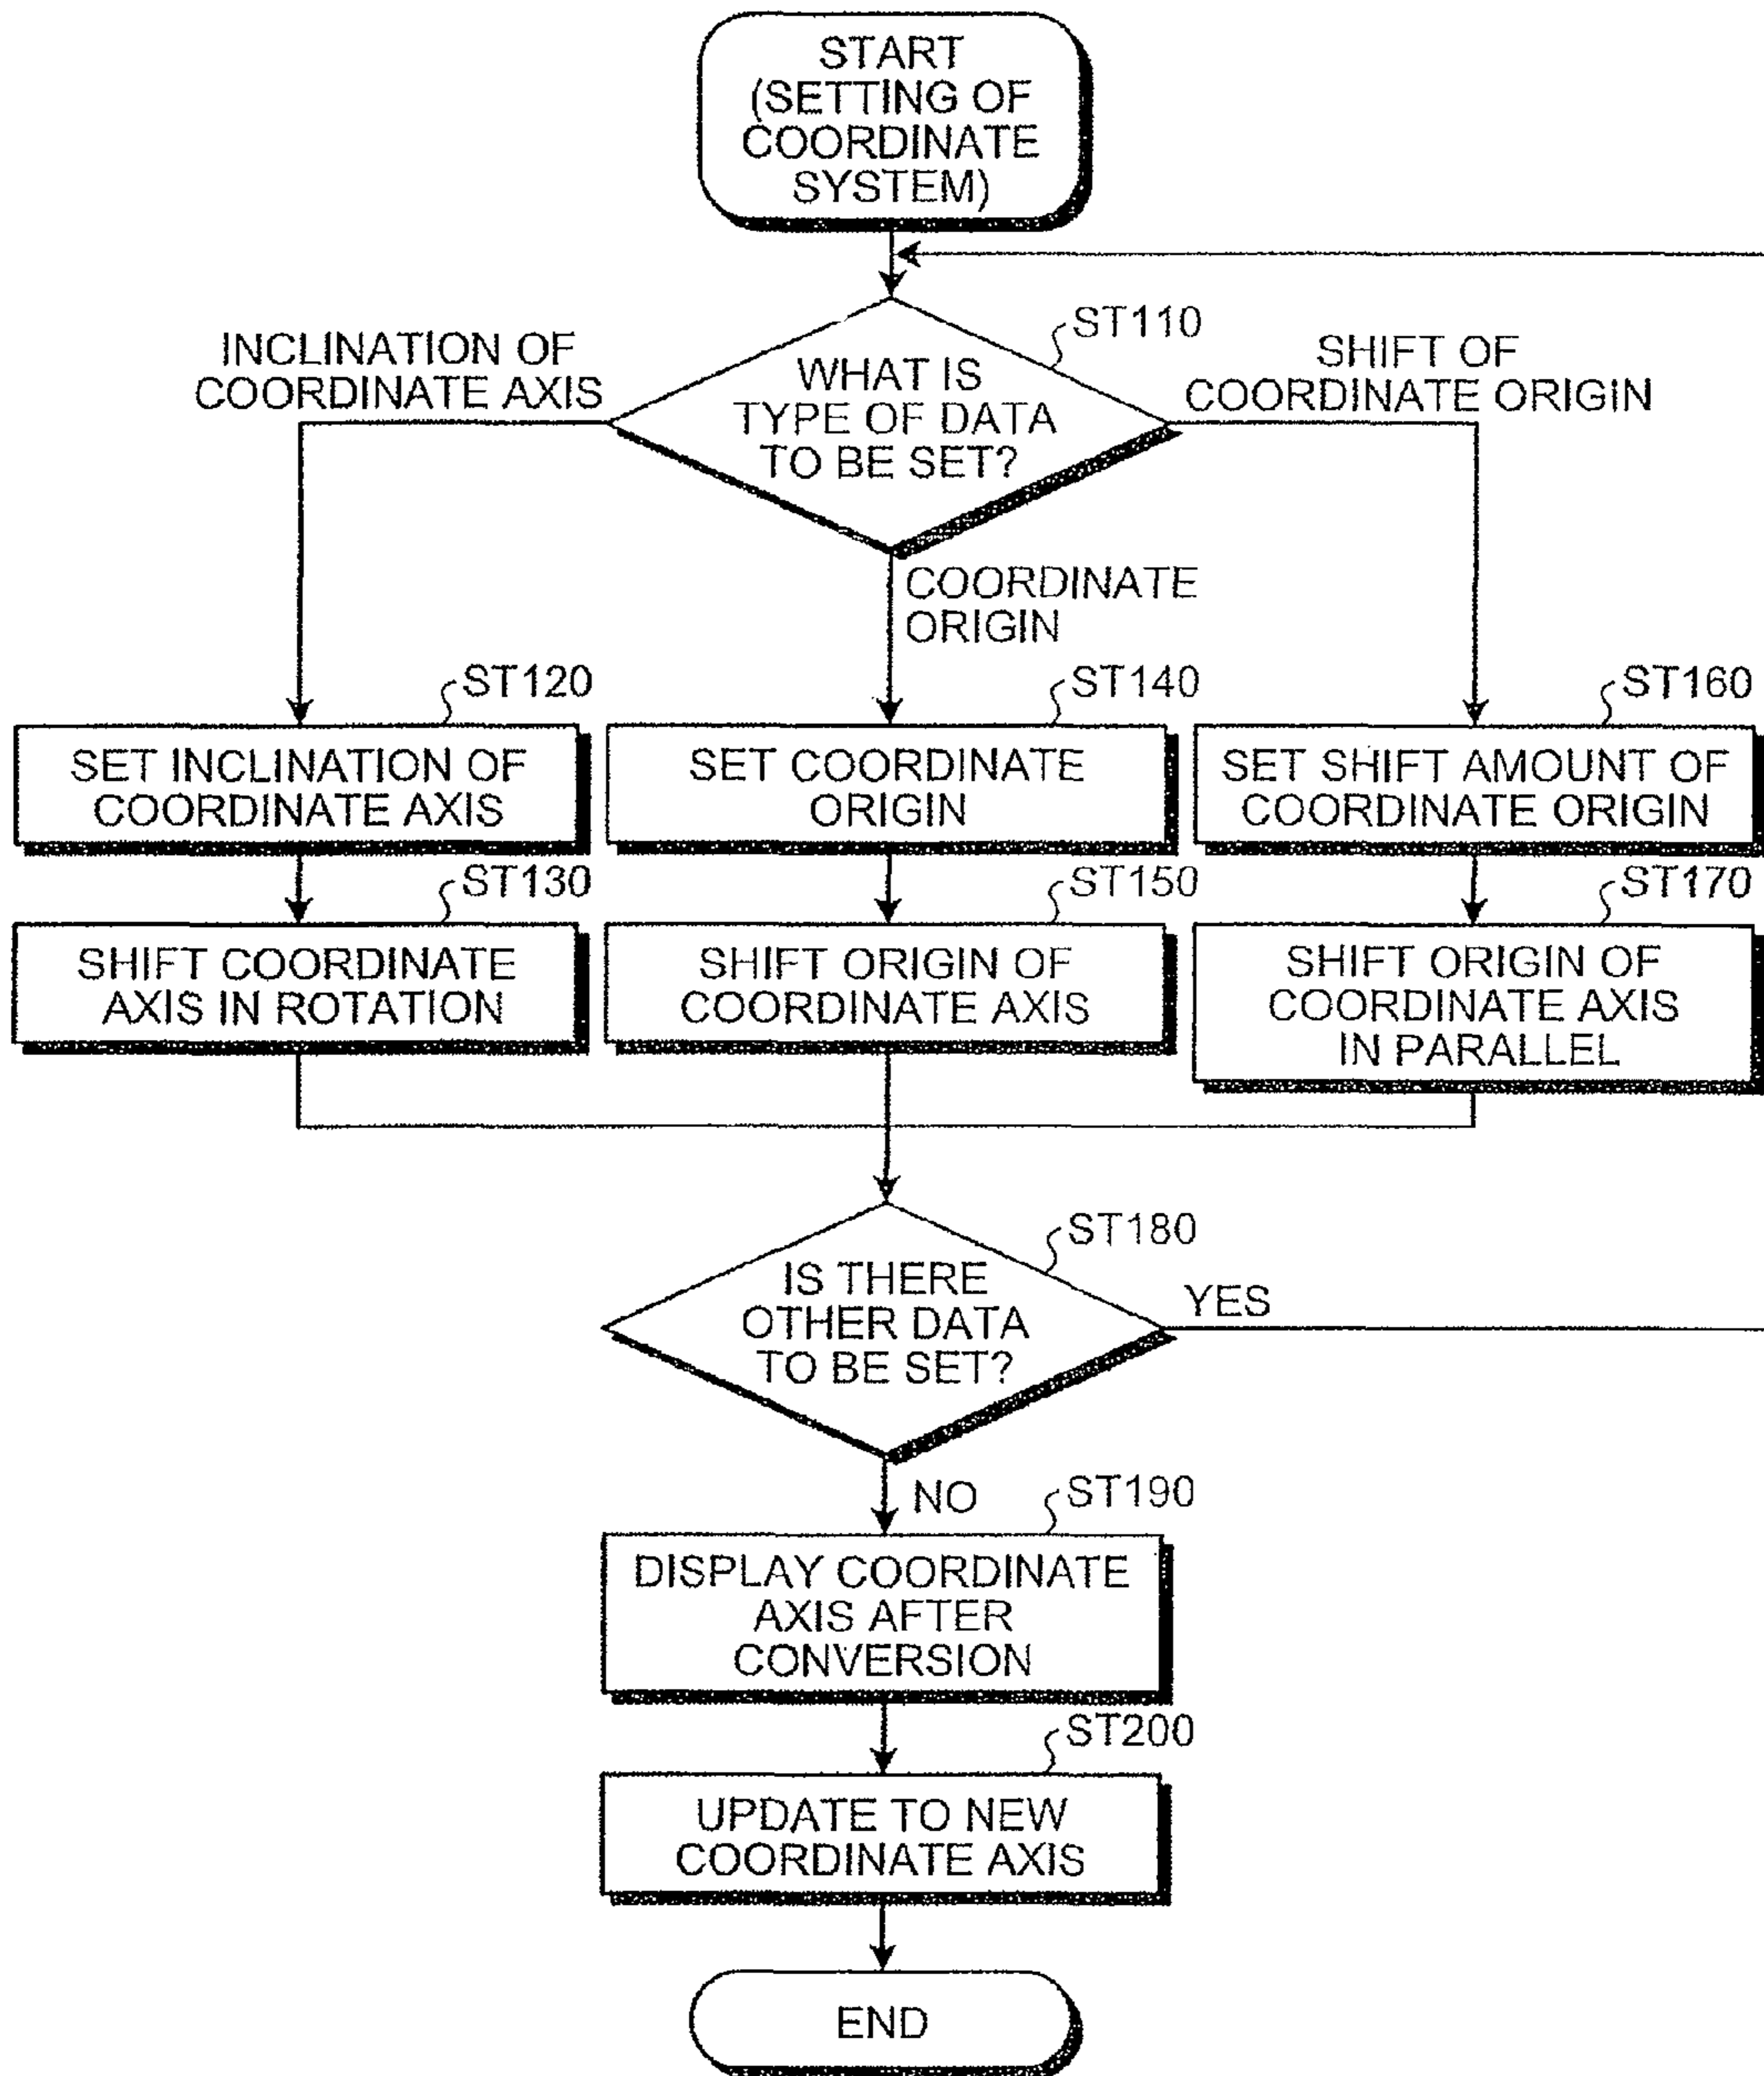 START
(SETTING OF
COORDINATE
SYSTEM)
ST110
INCLINATION OF
COORDINATE AXIS
WHAT IS
TYPE OF DATA
TO BE SET?
SHIFT OF
COORDINATE ORIGIN
COORDINATE
ORIGIN
ST120
SET INCLINATION OF
COORDINATE AXIS
ST140
SET COORDINATE
ORIGIN
ST160
SET SHIFT AMOUNT OF
COORDINATE ORIGIN
ST130
SHIFT COORDINATE
AXIS IN ROTATION
ST150
SHIFT ORIGIN OF
COORDINATE AXIS
ST170
SHIFT ORIGIN OF
COORDINATE AXIS
IN PARALLEL
ST180
IS THERE
OTHER DATA
TO BE SET?
YES
NO
ST190
DISPLAY COORDINATE
AXIS AFTER
CONVERSION
ST200
UPDATE TO NEW
COORDINATE AXIS
END